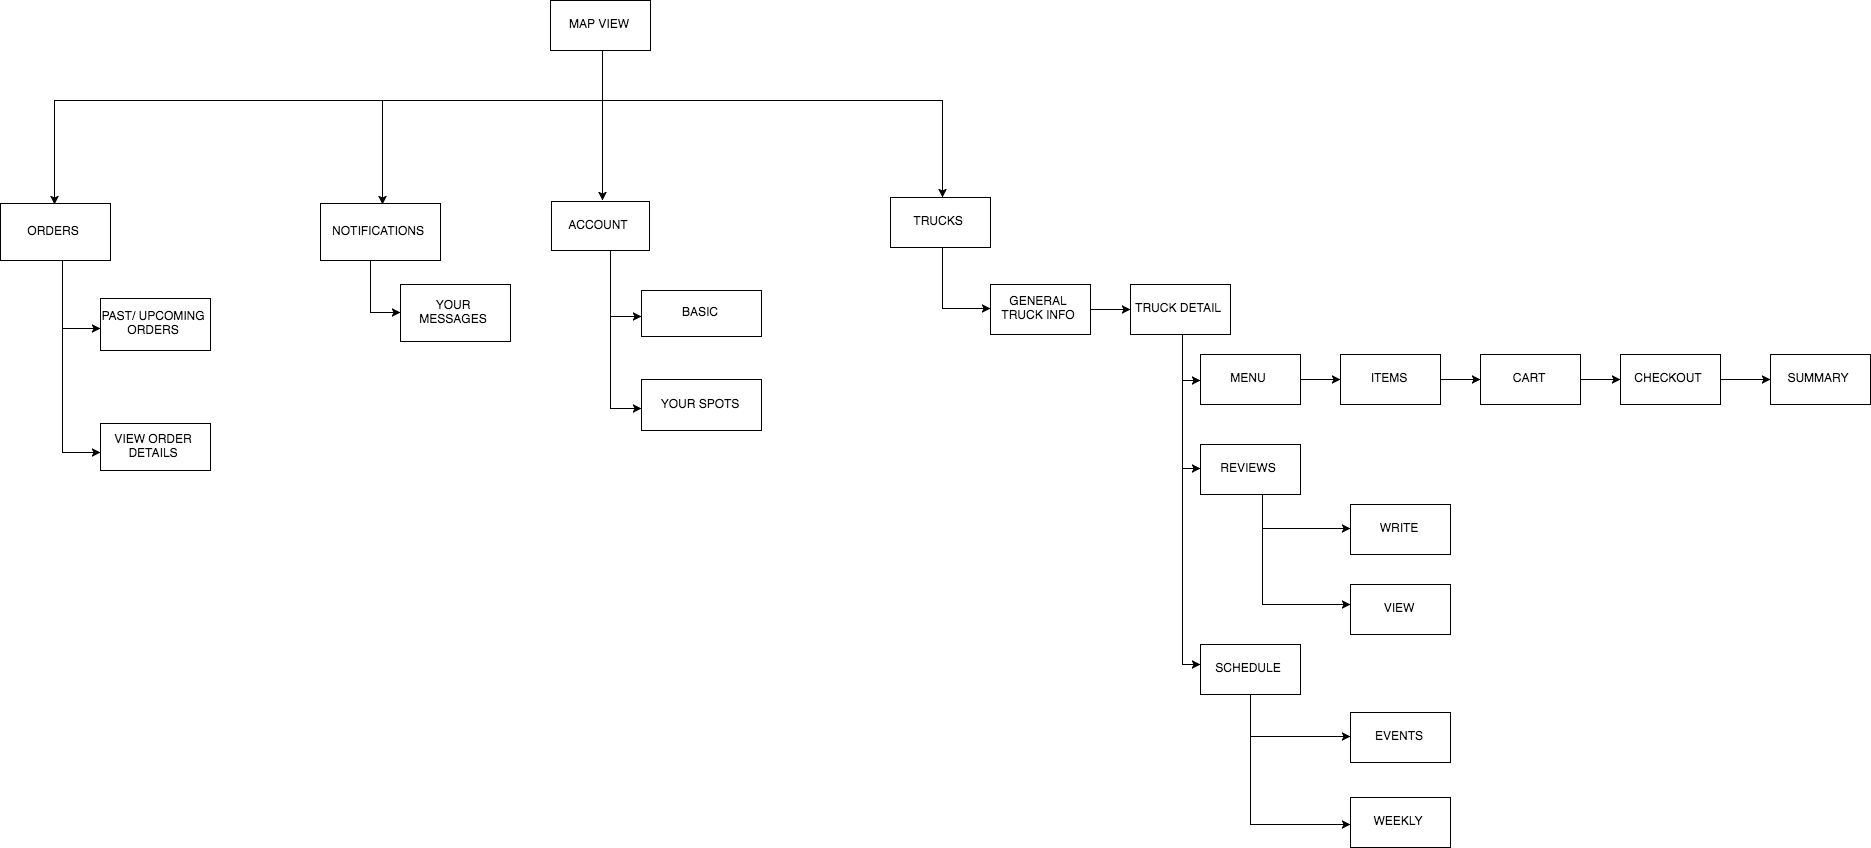 MAP VIEW
ORDERS
NOTIFICATIONS
ACCOUNT
TRUCKS
PAST/ UPCOMING
ORDERS
VIEW ORDER
DETAILS
YOUR
MESSAGES
BASIC
YOUR SPOTS
GENERAL
TRUCK INFO
TRUCK DETAIL
MENU
ITEMS
CART
CHECKOUT
SUMMARY
REVIEWS
WRITE
VIEW
SCHEDULE
EVENTS
WEEKLY